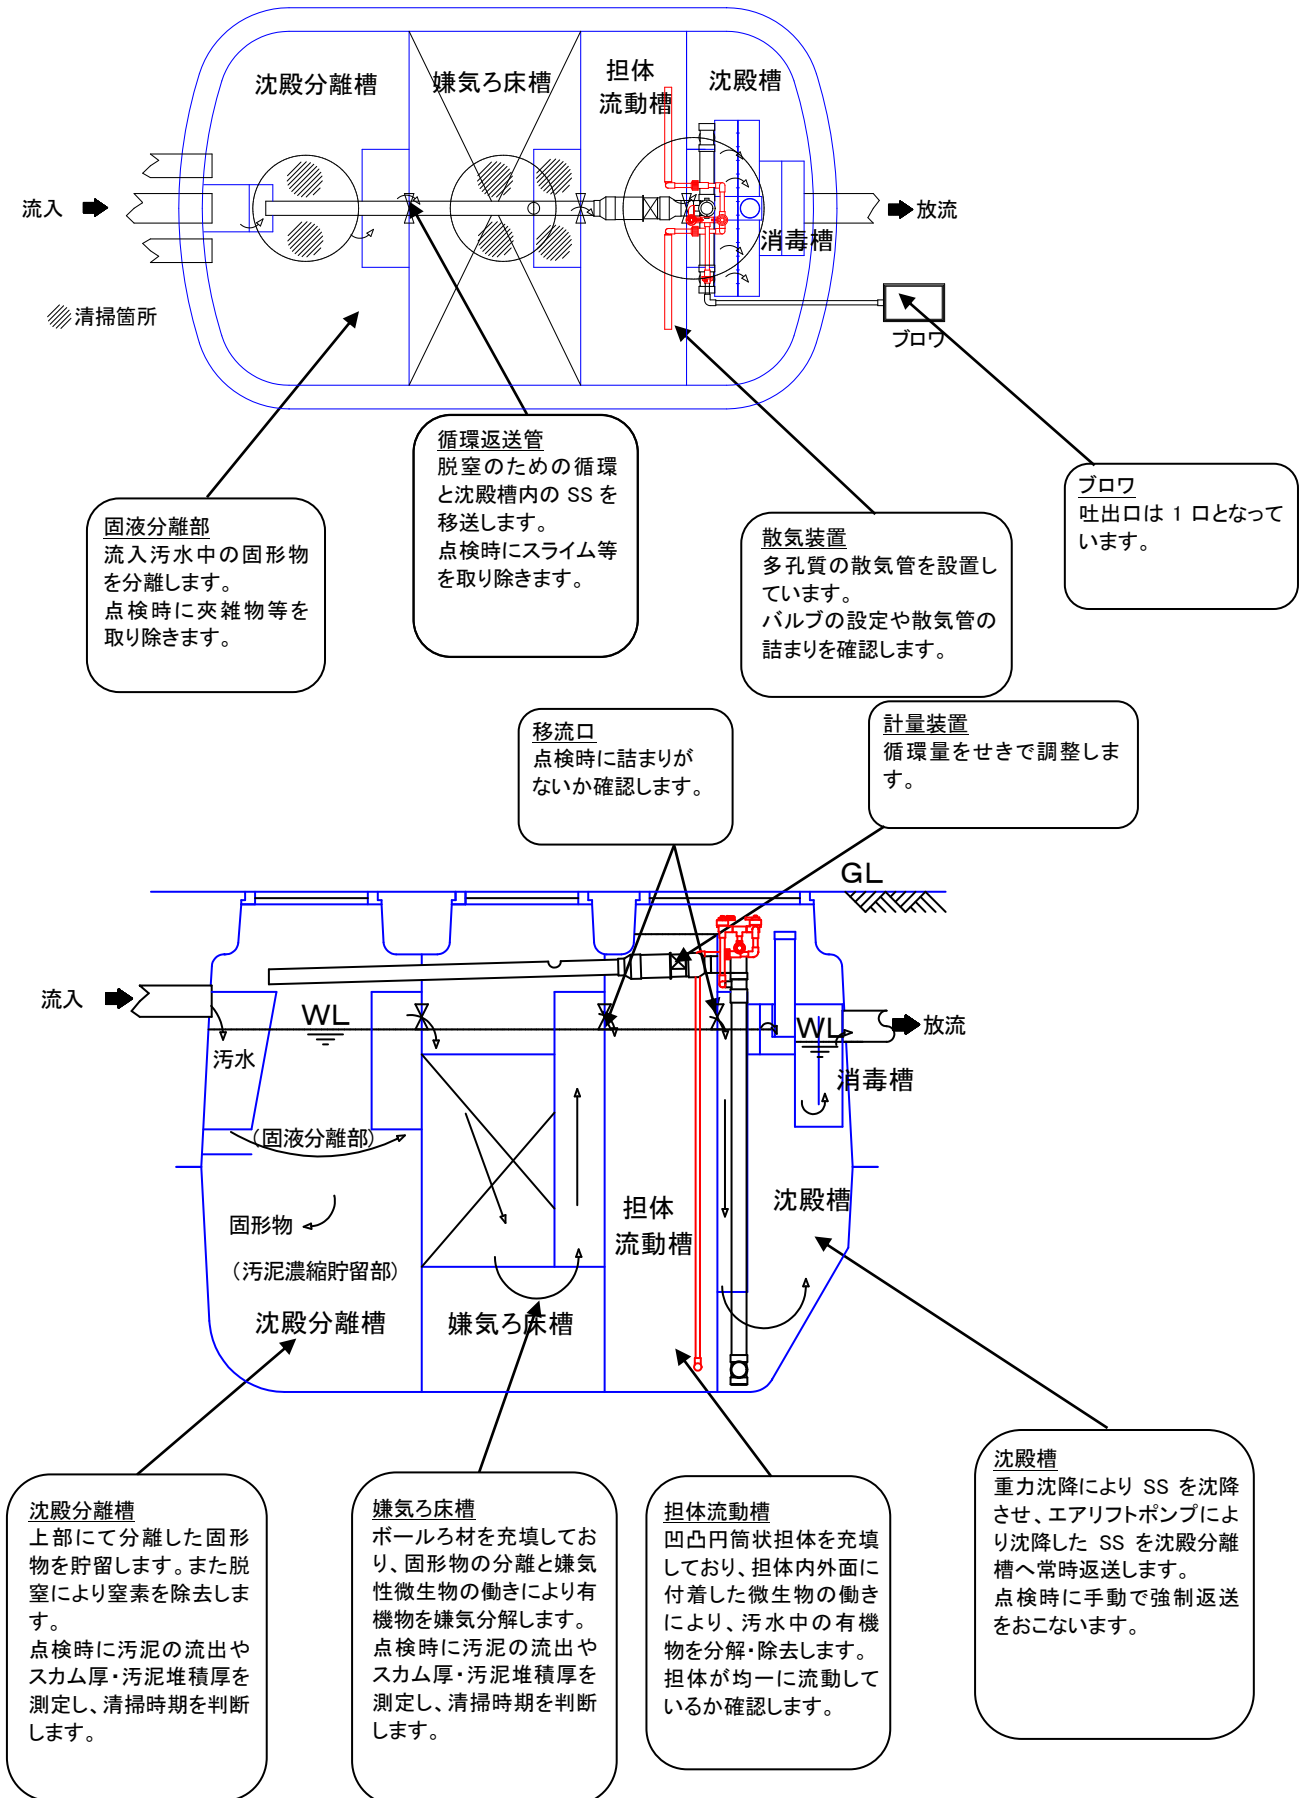 沈殿分離槽
嫌気ろ床槽
担体
流動槽
沈殿槽
流入
放流
消毒槽
清掃箇所
ブロワ
循環返送管
脱窒のための循環
と沈殿槽内の SS を
移送します。
点検時にスライム等
を取り除きます。
ブロワ
吐出口は 1 口となって
います。
固液分離部
流入汚水中の固形物
を分離します。
点検時に夾雑物等を
取り除きます。
散気装置
多孔質の散気管を設置し
ています。
バルブの設定や散気管の
詰まりを確認します。
移流口
点検時に詰まりが
ないか確認します。
計量装置
循環量をせきで調整しま
す。
GL
流入
WL
WL
放流
汚水
消毒槽
(固液分離部)
固形物
(汚泥濃縮貯留部)
担体
流動槽
沈殿槽
沈殿分離槽
嫌気ろ床槽
沈殿分離槽
上部にて分離した固形
物を貯留します。また脱
窒により窒素を除去しま
す。
点検時に汚泥の流出や
スカム厚・汚泥堆積厚を
測定し、清掃時期を判断
します。
嫌気ろ床槽
ボールろ材を充填してお
り、固形物の分離と嫌気
性微生物の働きにより有
機物を嫌気分解します。
点検時に汚泥の流出や
スカム厚・汚泥堆積厚を
測定し、清掃時期を判断
します。
担体流動槽
凹凸円筒状担体を充填
しており、担体内外面に
付着した微生物の働き
により、汚水中の有機
物を分解・除去します。
担体が均一に流動して
いるか確認します。
沈殿槽
重力沈降により SS を沈降
させ、エアリフトポンプによ
り沈降した SS を沈殿分離
槽へ常時返送します。
点検時に手動で強制返送
をおこないます。